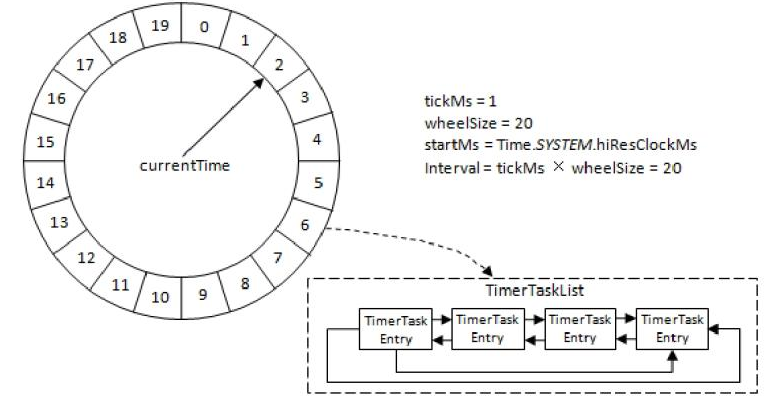 0
1
2
3
4
5
6
7
8
9
10
11
12
13
14
15
16
17
18
19
currentTime
tickMs = 1
wheelSize = 20
startMs = Time.SYSTEM.hiResClockMs
Interval = tickMs × wheelSize = 20
TimerTaskList
TimerTask
Entry
TimerTask
Entry
TimerTask
Entry
TimerTask
Entry